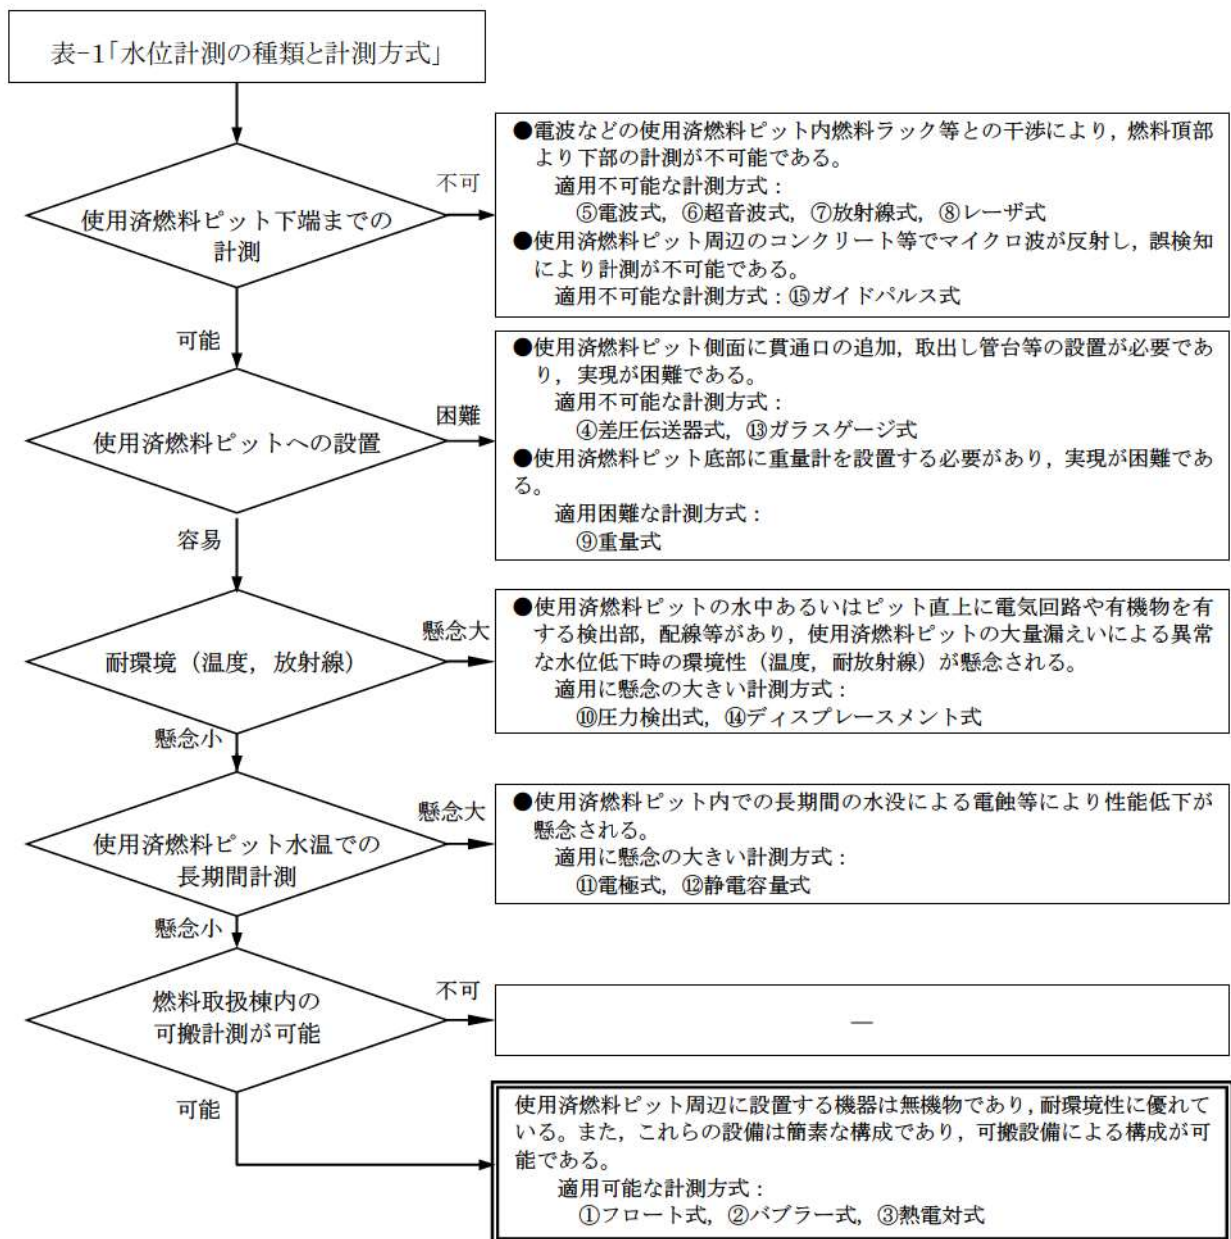 表-1「水位計測の種類と計測方式」
使用済燃料ピット下端までの
計測
不可
●電波などの使用済燃料ピット内燃料ラック等との干渉により，燃料頂部
より下部の計測が不可能である。
適用不可能な計測方式：
⑤電波式，⑥超音波式，⑦放射線式，⑧レーザ式
●使用済燃料ピット周辺のコンクリート等でマイクロ波が反射し，誤検知
により計測が不可能である。
適用不可能な計測方式：⑮ガイドパルス式
可能
使用済燃料ピットへの設置
困難
●使用済燃料ピット側面に貫通口の追加，取出し管台等の設置が必要であ
り，実現が困難である。
適用不可能な計測方式：
④差圧伝送器式，⑬ガラスゲージ式
●使用済燃料ピット底部に重量計を設置する必要があり，実現が困難であ
る。
適用困難な計測方式：
⑨重量式
容易
耐環境（温度，放射線）
懸念大
●使用済燃料ピットの水中あるいはピット直上に電気回路や有機物を有
する検出部，配線等があり，使用済燃料ピットの大量漏えいによる異常
な水位低下時の環境性（温度，耐放射線）が懸念される。
適用に懸念の大きい計測方式：
⑩圧力検出式，⑭ディスプレースメント式
懸念小
使用済燃料ピット水温での
長期間計測
懸念大
●使用済燃料ピット内での長期間の水没による電蝕等により性能低下が
懸念される。
適用に懸念の大きい計測方式：
⑪電極式，⑫静電容量式
懸念小
燃料取扱棟内の
可搬計測が可能
不可
―
可能
使用済燃料ピット周辺に設置する機器は無機物であり，耐環境性に優れて
いる。また，これらの設備は簡素な構成であり，可搬設備による構成が可
能である。
適用可能な計測方式：
①フロート式，②バブラー式，③熱電対式